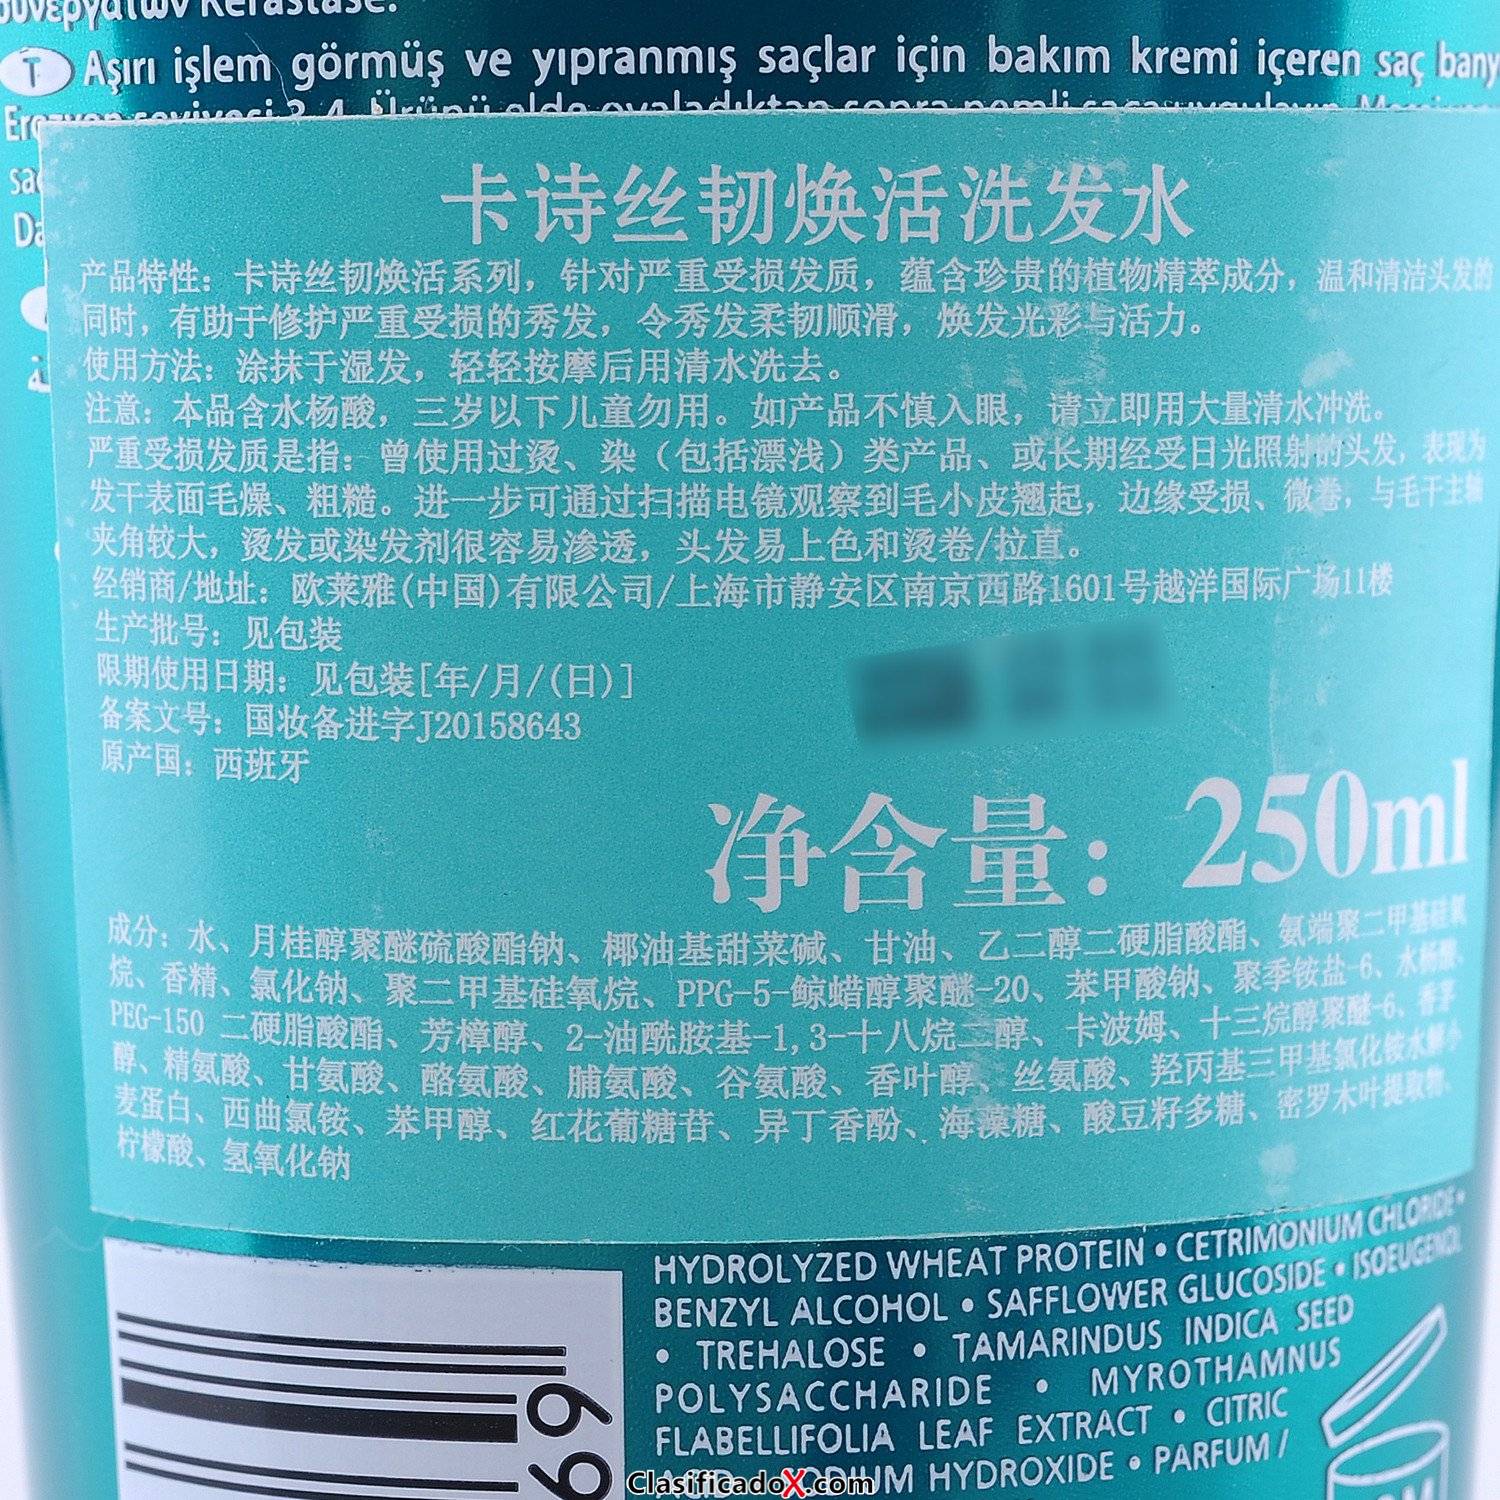 συνεργατών Kérastase.
T Aşırı işlem görmüş ve yıpranmış saçlar için bakım kremi içeren saç bany
卡诗丝韧焕活洗发水
产品特性：卡诗丝韧焕活系列，针对严重受损发质，蕴含珍贵的植物精萃成分，温和清洁头发的
同时，有助于修护严重受损的秀发，令秀发柔韧顺滑，焕发光彩与活力。
使用方法：涂抹于湿发，轻轻按摩后用清水洗去。
注意：本品含水杨酸，三岁以下儿童勿用。如产品不慎入眼，请立即用大量清水冲洗。
严重受损发质是指：曾使用过烫、染（包括漂浅）类产品、或长期经受日光照射的头发，表现为
发干表面毛燥、粗糙。进一步可通过扫描电镜观察到毛小皮翘起，边缘受损、微卷，与毛干主轴
夹角较大，烫发或染发剂很容易渗透，头发易上色和烫卷/拉直。
经销商/地址：欧莱雅(中国)有限公司/上海市静安区南京西路1601号越洋国际广场11楼
生产批号：见包装
限期使用日期：见包装[年/月/(日)]
备案文号：国妆备进字J20158643
原产国：西班牙
净含量：250ml
成分：水、月桂醇聚醚硫酸酯钠、椰油基甜菜碱、甘油、乙二醇二硬脂酸酯、氨端聚二甲基硅氧
烷、香精、氯化钠、聚二甲基硅氧烷、PPG-5-鲸蜡醇聚醚-20、苯甲酸钠、聚季铵盐-6、水杨酸、
PEG-150 二硬脂酸酯、芳樟醇、2-油酰胺基-1,3-十八烷二醇、卡波姆、十三烷醇聚醚-6、香茅
醇、精氨酸、甘氨酸、酪氨酸、脯氨酸、谷氨酸、香叶醇、丝氨酸、羟丙基三甲基氯化铵水解小
麦蛋白、西曲氯铵、苯甲醇、红花葡糖苷、异丁香酚、海藻糖、酸豆籽多糖、密罗木叶提取物、
柠檬酸、氢氧化钠
HYDROLYZED WHEAT PROTEIN • CETRIMONIUM CHLORIDE •
BENZYL ALCOHOL • SAFFLOWER GLUCOSIDE • ISOEUGENOL
• TREHALOSE • TAMARINDUS INDICA SEED
POLYSACCHARIDE • MYROTHAMNUS
FLABELLIFOLIA LEAF EXTRACT • CITRIC
ACID • SODIUM HYDROXIDE • PARFUM /
69
ClasificadoX.com